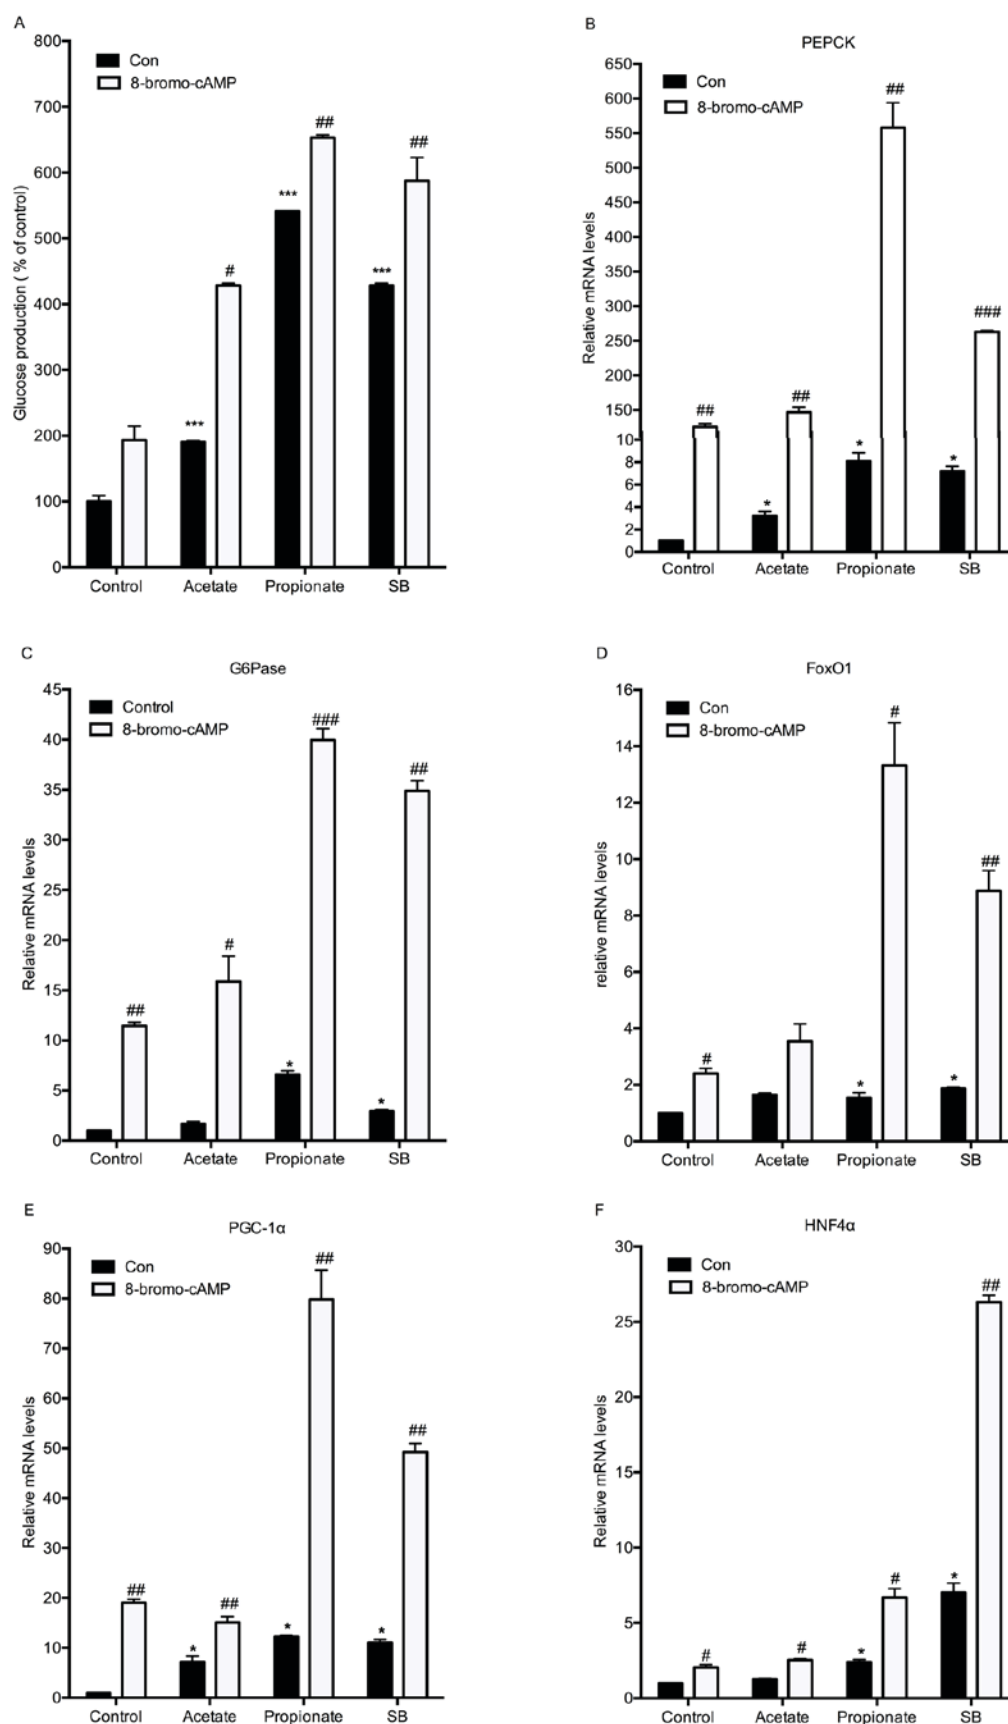 A
Con
8-bromo-cAMP
Glucose production ( % of control)
800
700
600
500
400
300
200
100
0
***
#
***
##
***
##
Control Acetate Propionate SB
B
PEPCK
Con
8-bromo-cAMP
Relative mRNA levels
650
600
550
500
450
400
350
300
250
200
150
10
8
6
4
2
0
##
*
##
*
##
*
###
Control Acetate Propionate SB
C
G6Pase
Control
8-bromo-cAMP
Relative mRNA levels
45
40
35
30
25
20
15
10
5
0
##
#
*
###
*
##
Control Acetate Propionate SB
D
FoxO1
Con
8-bromo-cAMP
relative mRNA levels
16
14
12
10
8
6
4
2
0
#
*
#
*
##
Control Acetate Propionate SB
E
PGC-1α
Con
8-bromo-cAMP
Relative mRNA levels
90
80
70
60
50
40
30
20
10
0
##
*
##
*
##
*
##
Control Acetate Propionate SB
F
HNF4α
Con
8-bromo-cAMP
Relative mRNA levels
30
25
20
15
10
5
0
#
#
*
#
*
##
Control Acetate Propionate SB